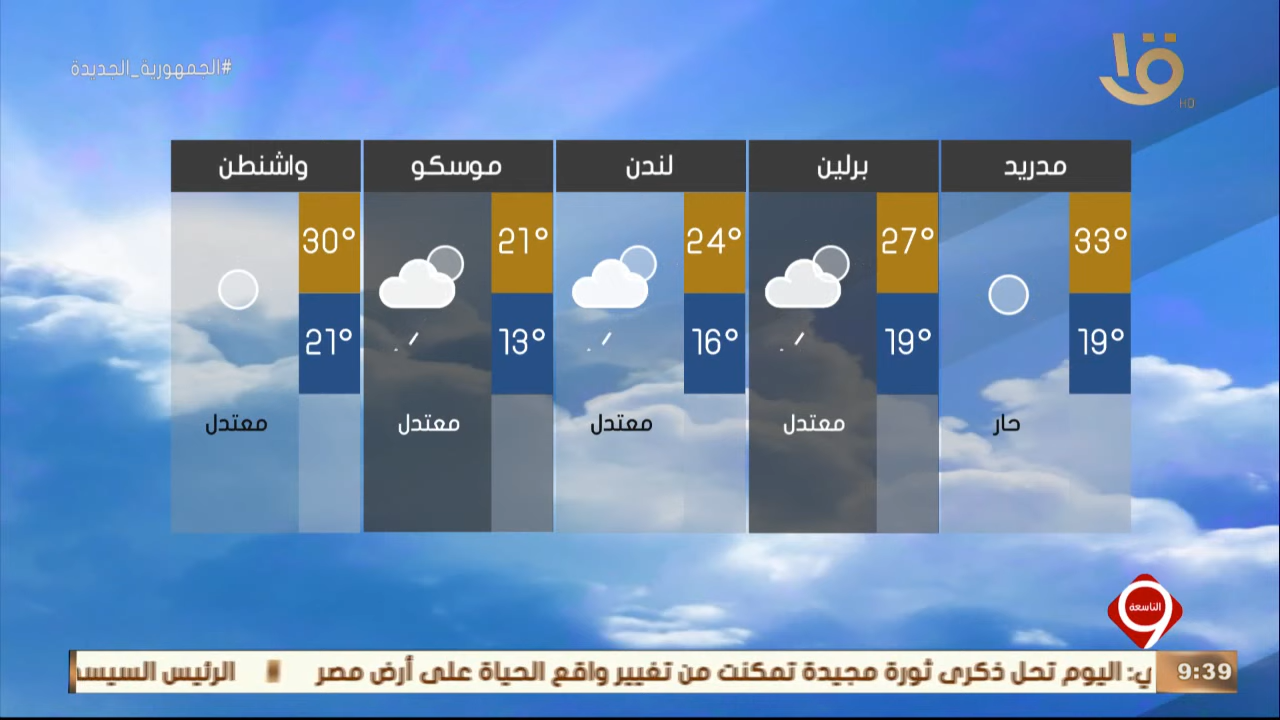 #الجمهورية_الجديدة
HD
مدريد
33°
19°
حار
برلين
27°
19°
معتدل
لندن
24°
16°
معتدل
موسكو
21°
13°
معتدل
واشنطن
30°
21°
معتدل
التاسعة
9
9:39
ي: اليوم تحل ذكرى ثورة مجيدة تمكنت من تغيير واقع الحياة على أرض مصر
الرئيس السيسـ